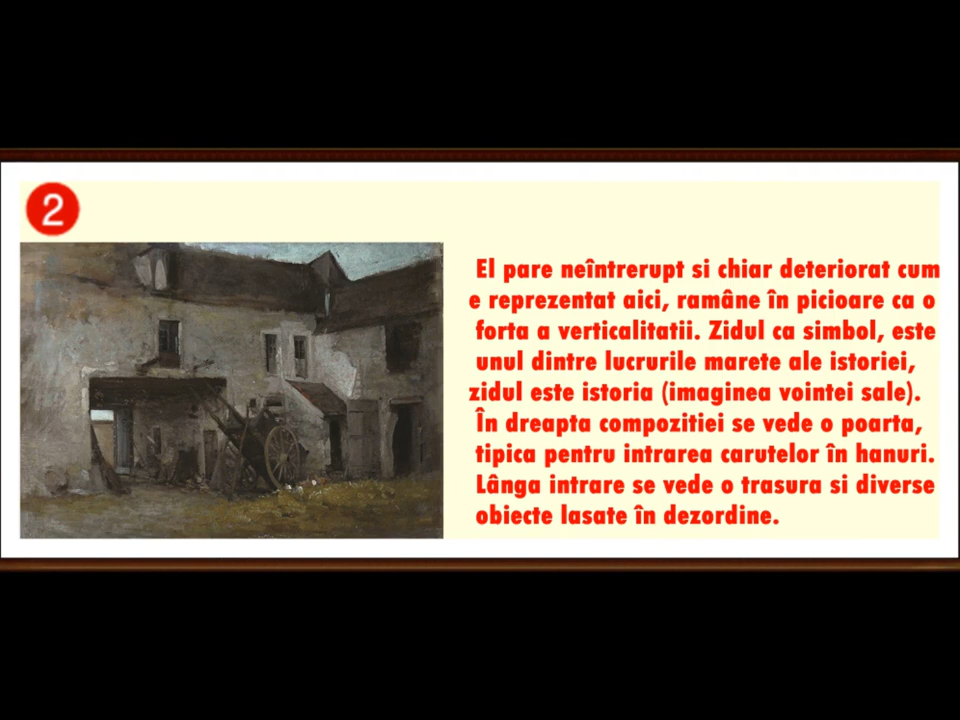 2
El pare neîntrerupt si chiar deteriorat cum
e reprezentat aici, ramâne în picioare ca o
forta a verticalitatii. Zidul ca simbol, este
unul dintre lucrurile marete ale istoriei,
zidul este istoria (imaginea vointei sale).
În dreapta compozitiei se vede o poarta,
tipica pentru intrarea carutelor în hanuri.
Lânga intrare se vede o trasura si diverse
obiecte lasate în dezordine.